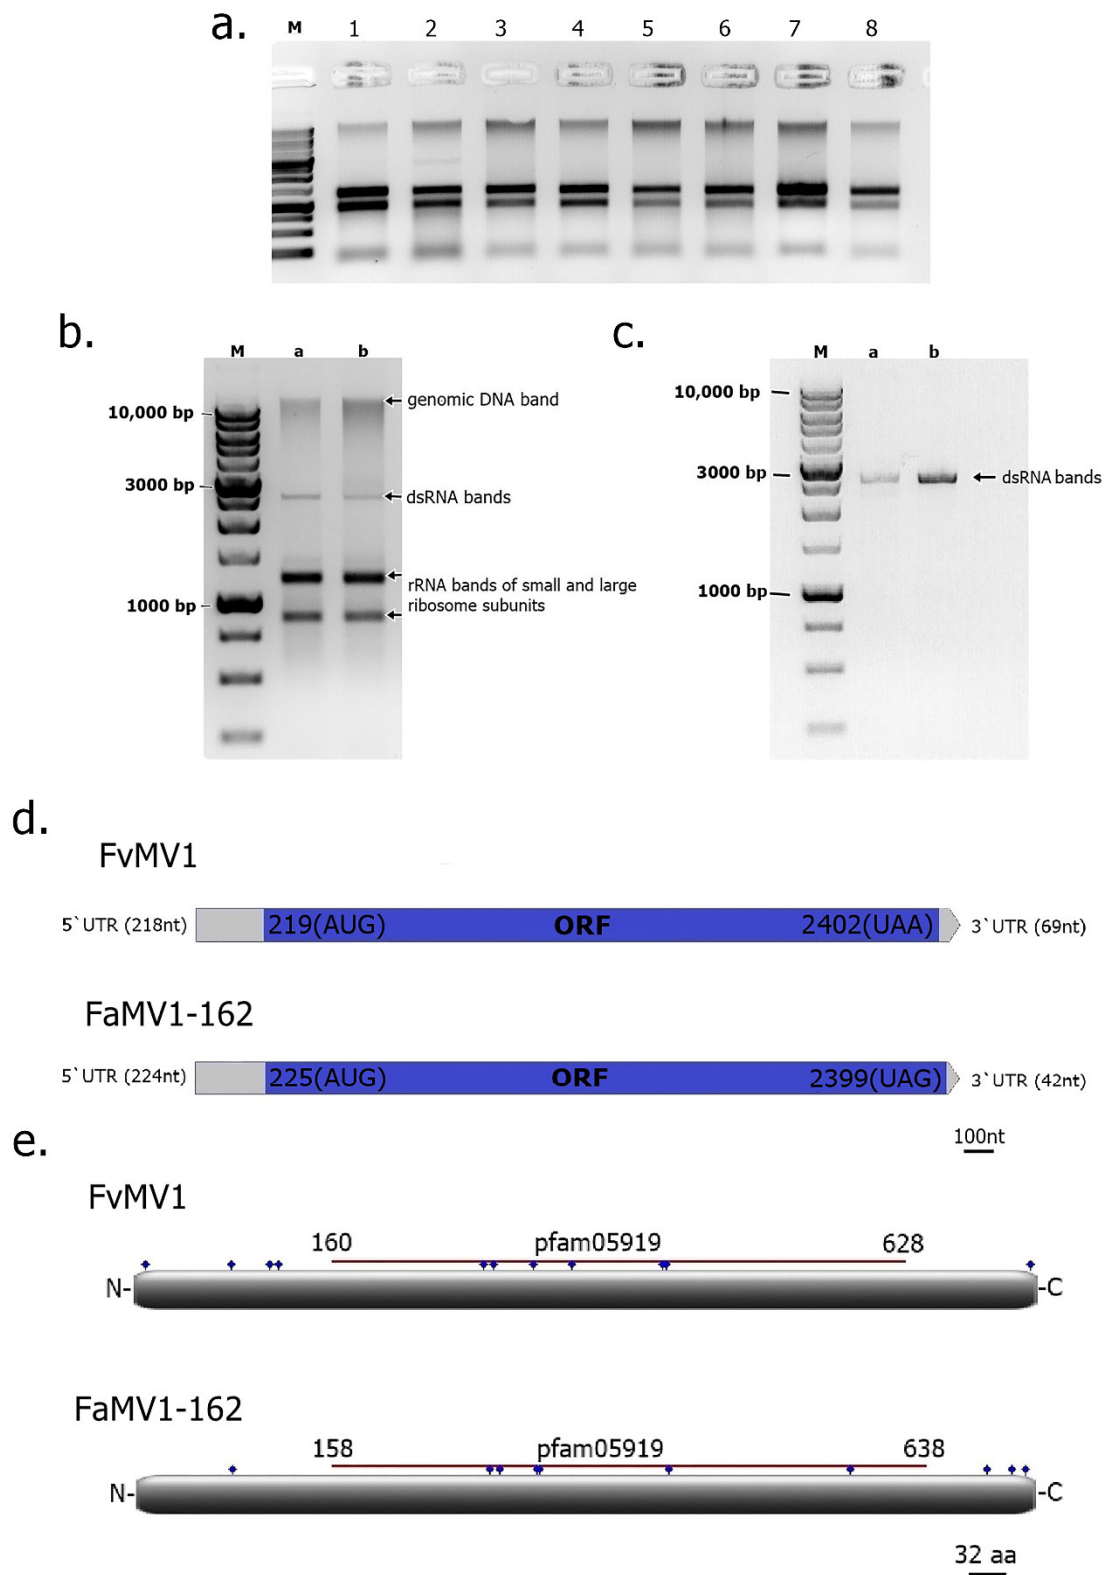 a.
M 1 2 3 4 5 6 7 8
b.
M a b
10,000 bp
genomic DNA band
3000 bp
dsRNA bands
rRNA bands of small and large
ribosome subunits
1000 bp
c.
M a b
10,000 bp
3000 bp
dsRNA bands
1000 bp
d.
FvMV1
5`UTR (218nt) 219(AUG) ORF 2402(UAA) 3`UTR (69nt)
FaMV1-162
5`UTR (224nt) 225(AUG) ORF 2399(UAG) 3`UTR (42nt)
100nt
e.
FvMV1
160 pfam05919 628
N- -C
FaMV1-162
158 pfam05919 638
N- -C
32 aa